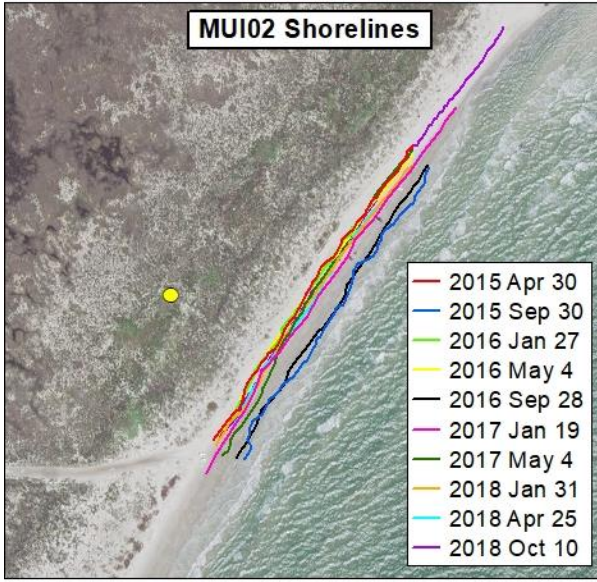 MUI02 Shorelines
2015 Apr 30
2015 Sep 30
2016 Jan 27
2016 May 4
2016 Sep 28
2017 Jan 19
2017 May 4
2018 Jan 31
2018 Apr 25
2018 Oct 10